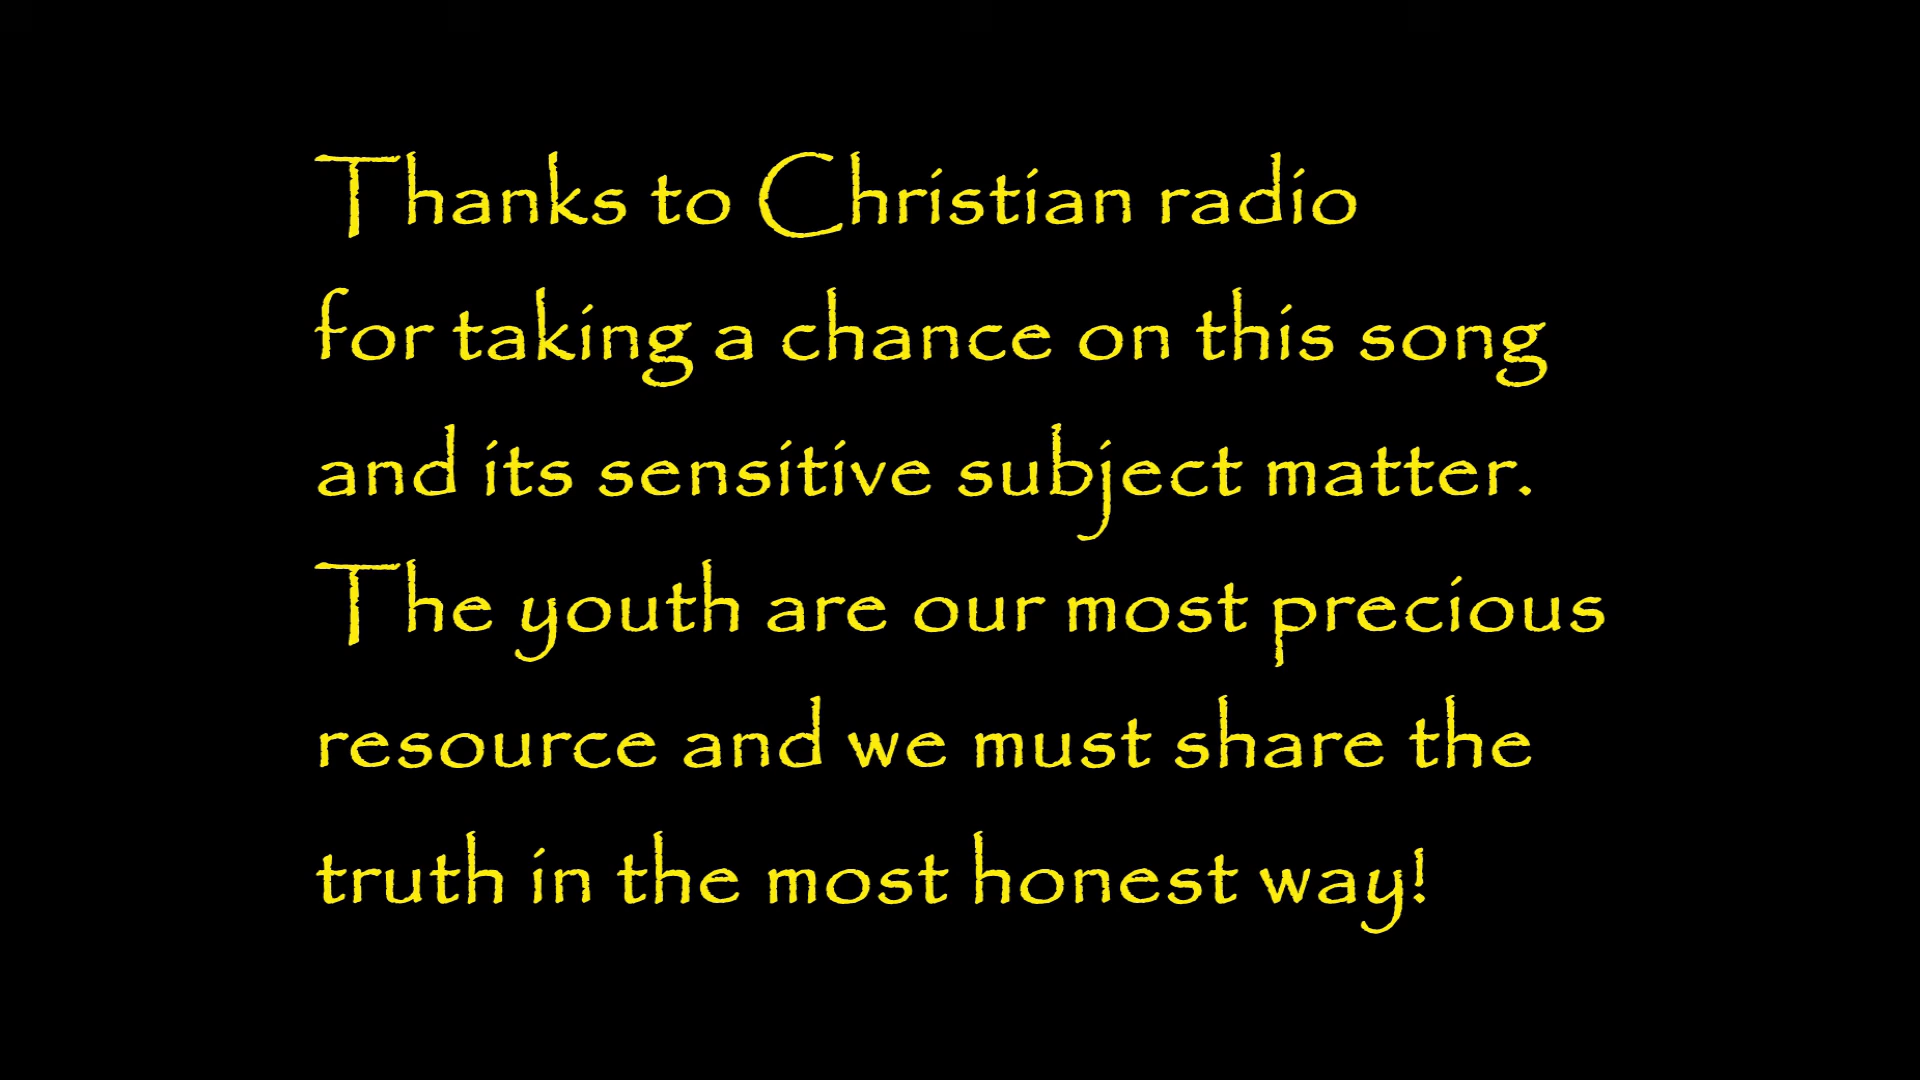 Thanks to Christian radio
for taking a chance on this song
and its sensitive subject matter.
The youth are our most precious
resource and we must share the
truth in the most honest way!